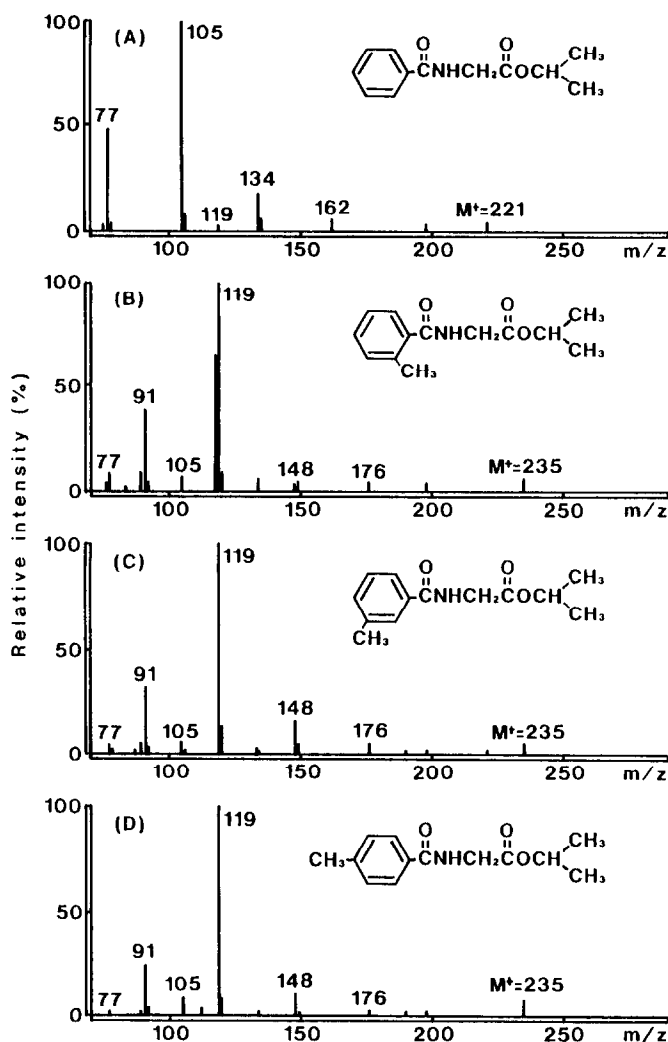 Relative intensity (%)
100
50
0
(A)
77
105
119
134
162
M⁺=221
O O
CNHCH₂COCH
CH₃
CH₃
100 150 200 250 m/z
100
50
0
(B)
77
91
105
119
148
176
M⁺=235
O O
CNHCH₂COCH
CH₃
CH₃
CH₃
100 150 200 250 m/z
100
50
0
(C)
77
91
105
119
148
176
M⁺=235
O O
CNHCH₂COCH
CH₃
CH₃
CH₃
100 150 200 250 m/z
100
50
0
(D)
77
91
105
119
148
176
M⁺=235
O O
CH₃
CNHCH₂COCH
CH₃
CH₃
100 150 200 250 m/z